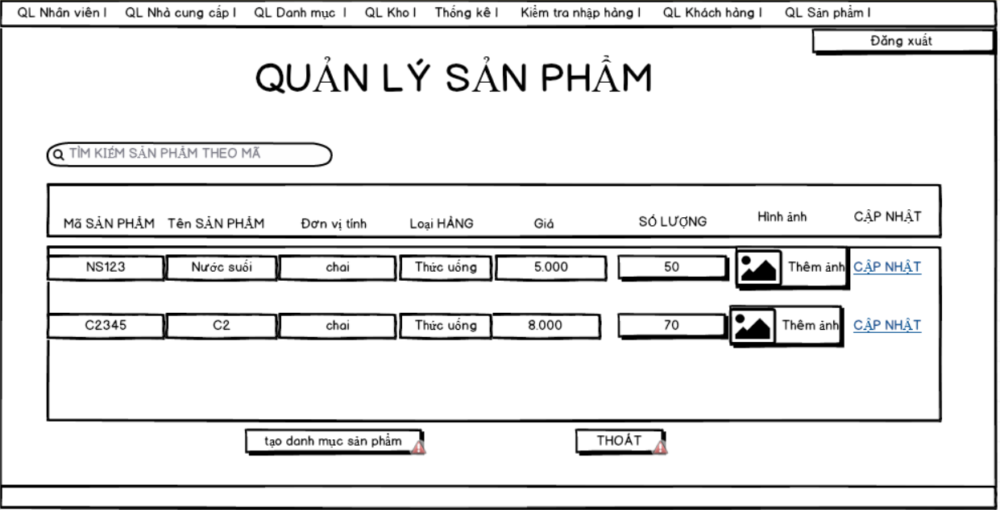 QL Nhân viên | QL Nhà cung cấp | QL Danh mục | QL Kho | Thống kê | Kiểm tra nhập hàng | QL Khách hàng | QL Sản phẩm |
Đăng xuất
QUẢN LÝ SẢN PHẨM
TÌM KIẾM SẢN PHẨM THEO MÃ
Mã SẢN PHẨM Tên SẢN PHẨM Đơn vị tính Loại HÀNG Giá SỐ LƯỢNG Hình ảnh CẬP NHẬT
NS123 Nước suối chai Thức uống 5.000 50 Thêm ảnh CẬP NHẬT
C2345 C2 chai Thức uống 8.000 70 Thêm ảnh CẬP NHẬT
tạo danh mục sản phẩm THOÁT